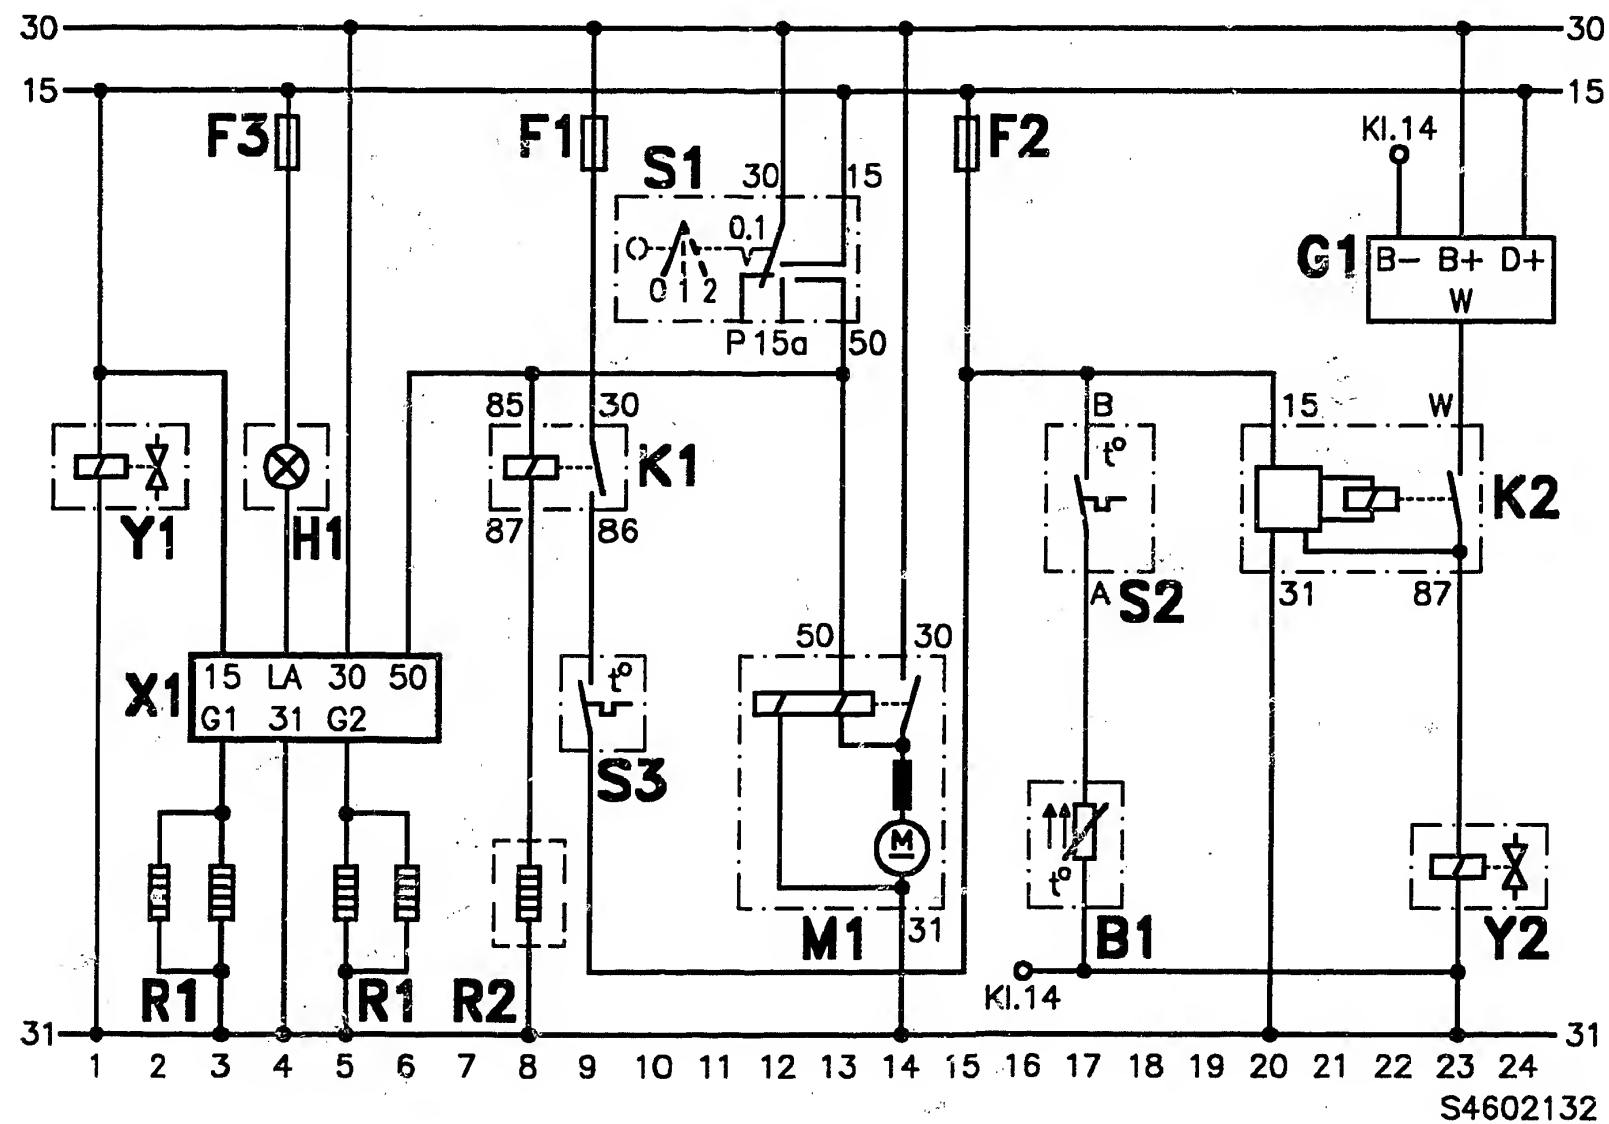 30 30
15 15
F3 F1 F2 Kl.14
S1 30 15
0.1
0 1 2
G1 B- B+ D+
W
P 15a 50
85 30 B 15 W
t°
K1 K2
Y1 H1 87 86
A S2 31 87
50 30
X1 15 LA 30 50 t°
G1 31 G2
S3
M
t°
M1 31 B1 Y2
R1 R1 R2 Kl.14
31 31
1 2 3 4 5 6 7 8 9 10 11 12 13 14 15 16 17 18 19 20 21 22 23 24
S4602132